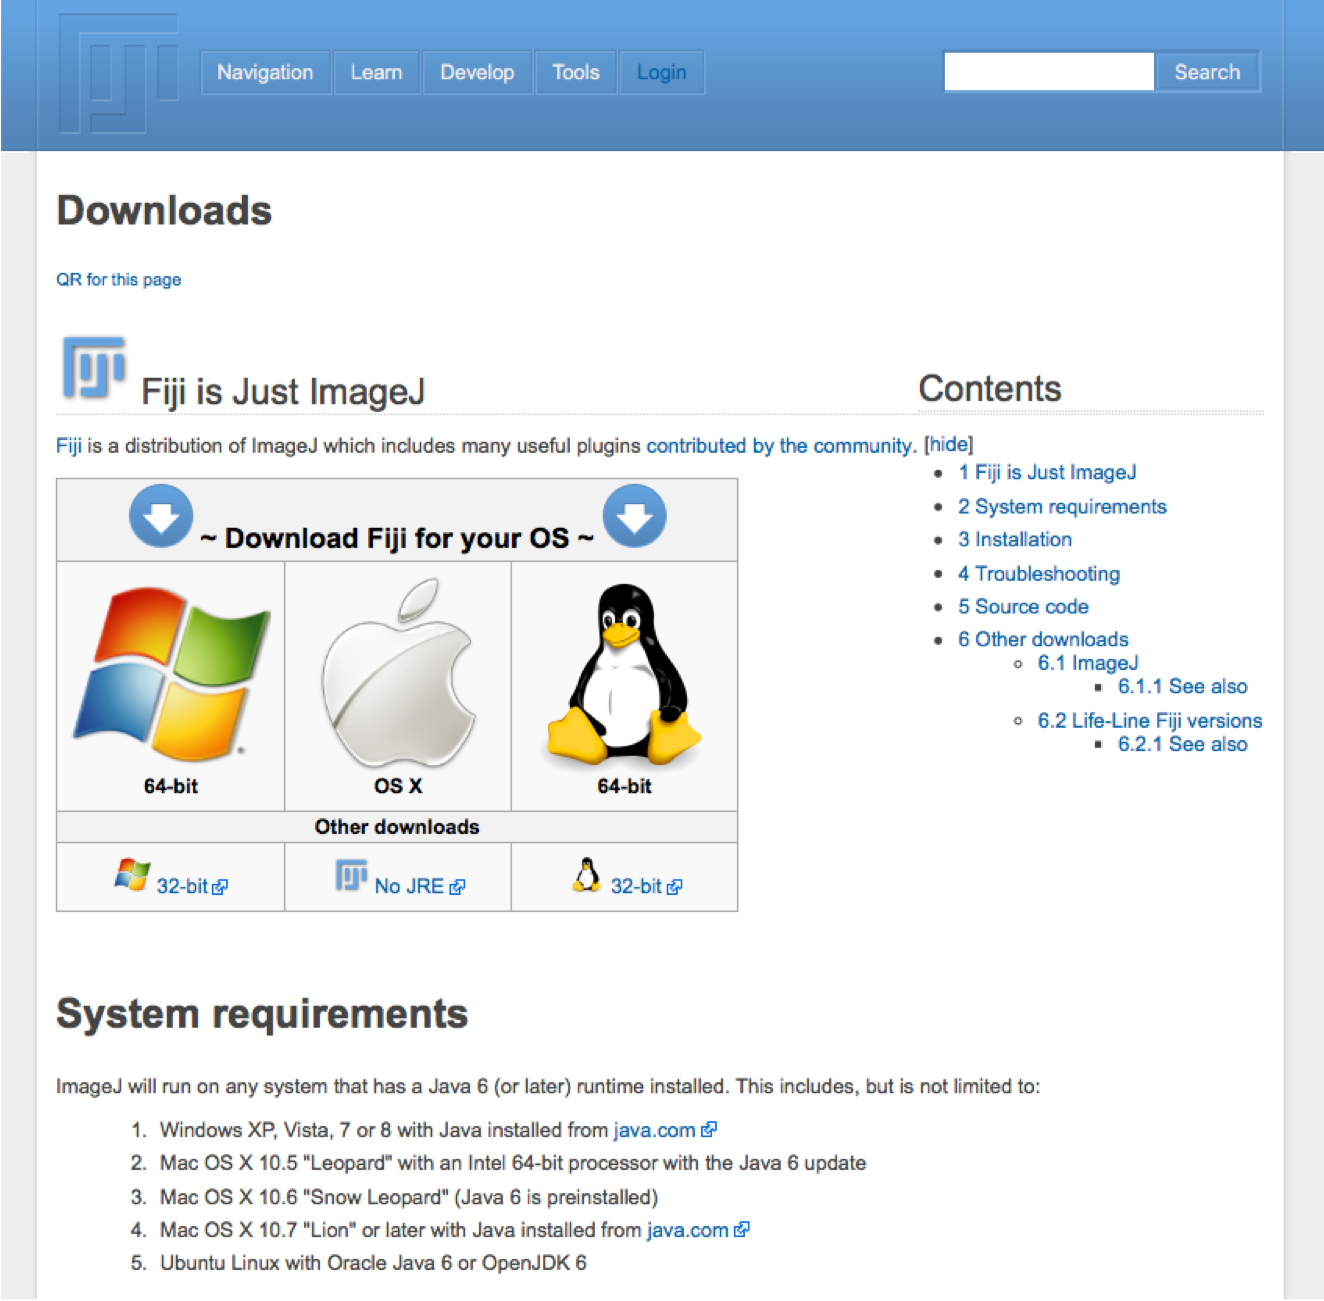 Navigation Learn Develop Tools Login Search
Downloads
QR for this page
Fiji is Just ImageJ
Fiji is a distribution of ImageJ which includes many useful plugins contributed by the community.
~ Download Fiji for your OS ~
64-bit OS X 64-bit
Other downloads
32-bit No JRE 32-bit
Contents
[hide]
1 Fiji is Just ImageJ
2 System requirements
3 Installation
4 Troubleshooting
5 Source code
6 Other downloads
6.1 ImageJ
6.1.1 See also
6.2 Life-Line Fiji versions
6.2.1 See also
System requirements
ImageJ will run on any system that has a Java 6 (or later) runtime installed. This includes, but is not limited to:
1. Windows XP, Vista, 7 or 8 with Java installed from java.com
2. Mac OS X 10.5 "Leopard" with an Intel 64-bit processor with the Java 6 update
3. Mac OS X 10.6 "Snow Leopard" (Java 6 is preinstalled)
4. Mac OS X 10.7 "Lion" or later with Java installed from java.com
5. Ubuntu Linux with Oracle Java 6 or OpenJDK 6